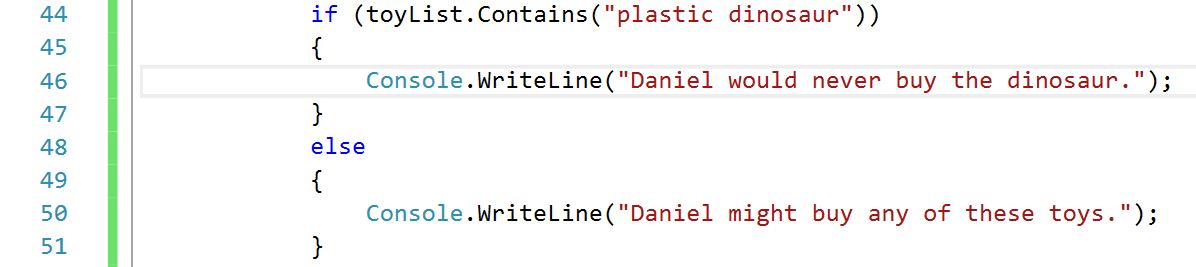 44 if (toyList.Contains("plastic dinosaur"))
45 {
46 Console.WriteLine("Daniel would never buy the dinosaur.");
47 }
48 else
49 {
50 Console.WriteLine("Daniel might buy any of these toys.");
51 }